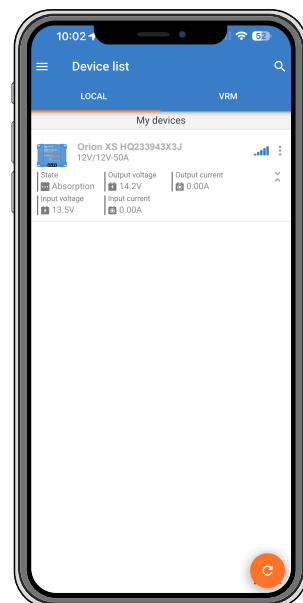 10:02
62
Device list
LOCAL
VRM
My devices
Orion XS HQ233943X3J
12V/12V-50A
State
Output voltage
Output current
Absorption
14.2V
0.00A
Input voltage
Input current
13.5V
0.00A